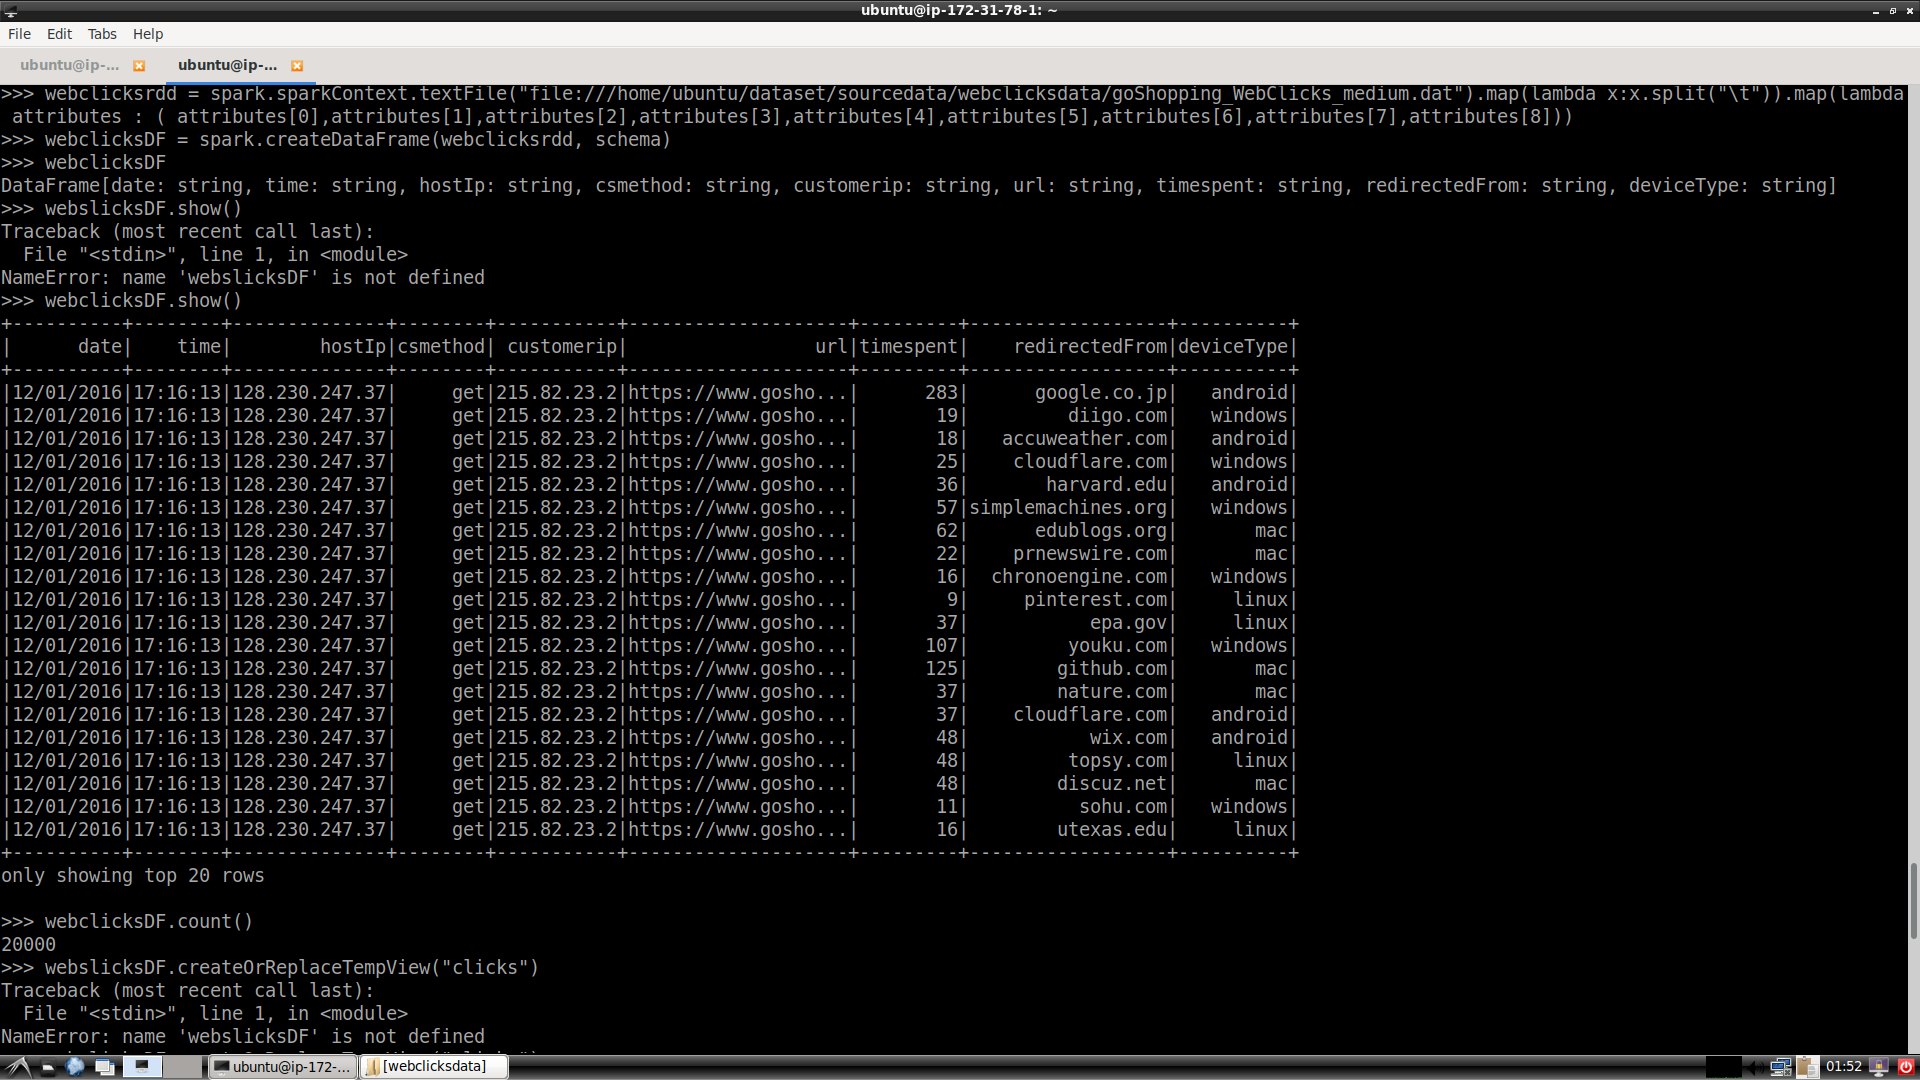 ubuntu@ip-172-31-78-1: ~
File Edit Tabs Help
ubuntu@ip-... ubuntu@ip-...
>>> webclicksrdd = spark.sparkContext.textFile("file:///home/ubuntu/dataset/sourcedata/webclicksdata/goShopping_WebClicks_medium.dat").map(lambda x:x.split("\t")).map(lambda
attributes : ( attributes[0],attributes[1],attributes[2],attributes[3],attributes[4],attributes[5],attributes[6],attributes[7],attributes[8]))
>>> webclicksDF = spark.createDataFrame(webclicksrdd, schema)
>>> webclicksDF
DataFrame[date: string, time: string, hostIp: string, csmethod: string, customerip: string, url: string, timespent: string, redirectedFrom: string, deviceType: string]
>>> webslicksDF.show()
Traceback (most recent call last):
  File "<stdin>", line 1, in <module>
NameError: name 'webslicksDF' is not defined
>>> webclicksDF.show()
+----------+--------+--------------+--------+-----------+--------------------+---------+------------------+----------+
|      date|    time|        hostIp|csmethod| customerip|                 url|timespent|    redirectedFrom|deviceType|
+----------+--------+--------------+--------+-----------+--------------------+---------+------------------+----------+
|12/01/2016|17:16:13|128.230.247.37|     get|215.82.23.2|https://www.gosho...|      283|      google.co.jp|   android|
|12/01/2016|17:16:13|128.230.247.37|     get|215.82.23.2|https://www.gosho...|       19|         diigo.com|   windows|
|12/01/2016|17:16:13|128.230.247.37|     get|215.82.23.2|https://www.gosho...|       18|   accuweather.com|   android|
|12/01/2016|17:16:13|128.230.247.37|     get|215.82.23.2|https://www.gosho...|       25|    cloudflare.com|   windows|
|12/01/2016|17:16:13|128.230.247.37|     get|215.82.23.2|https://www.gosho...|       36|       harvard.edu|   android|
|12/01/2016|17:16:13|128.230.247.37|     get|215.82.23.2|https://www.gosho...|       57|simplemachines.org|   windows|
|12/01/2016|17:16:13|128.230.247.37|     get|215.82.23.2|https://www.gosho...|       62|      edublogs.org|       mac|
|12/01/2016|17:16:13|128.230.247.37|     get|215.82.23.2|https://www.gosho...|       22|    prnewswire.com|       mac|
|12/01/2016|17:16:13|128.230.247.37|     get|215.82.23.2|https://www.gosho...|       16|  chronoengine.com|   windows|
|12/01/2016|17:16:13|128.230.247.37|     get|215.82.23.2|https://www.gosho...|        9|     pinterest.com|     linux|
|12/01/2016|17:16:13|128.230.247.37|     get|215.82.23.2|https://www.gosho...|       37|           epa.gov|     linux|
|12/01/2016|17:16:13|128.230.247.37|     get|215.82.23.2|https://www.gosho...|      107|         youku.com|   windows|
|12/01/2016|17:16:13|128.230.247.37|     get|215.82.23.2|https://www.gosho...|      125|        github.com|       mac|
|12/01/2016|17:16:13|128.230.247.37|     get|215.82.23.2|https://www.gosho...|       37|        nature.com|       mac|
|12/01/2016|17:16:13|128.230.247.37|     get|215.82.23.2|https://www.gosho...|       37|    cloudflare.com|   android|
|12/01/2016|17:16:13|128.230.247.37|     get|215.82.23.2|https://www.gosho...|       48|           wix.com|   android|
|12/01/2016|17:16:13|128.230.247.37|     get|215.82.23.2|https://www.gosho...|       48|         topsy.com|     linux|
|12/01/2016|17:16:13|128.230.247.37|     get|215.82.23.2|https://www.gosho...|       48|        discuz.net|       mac|
|12/01/2016|17:16:13|128.230.247.37|     get|215.82.23.2|https://www.gosho...|       11|          sohu.com|   windows|
|12/01/2016|17:16:13|128.230.247.37|     get|215.82.23.2|https://www.gosho...|       16|        utexas.edu|     linux|
+----------+--------+--------------+--------+-----------+--------------------+---------+------------------+----------+
only showing top 20 rows
>>> webclicksDF.count()
20000
>>> webslicksDF.createOrReplaceTempView("clicks")
Traceback (most recent call last):
  File "<stdin>", line 1, in <module>
NameError: name 'webslicksDF' is not defined
ubuntu@ip-172-... [webclicksdata] 01:52